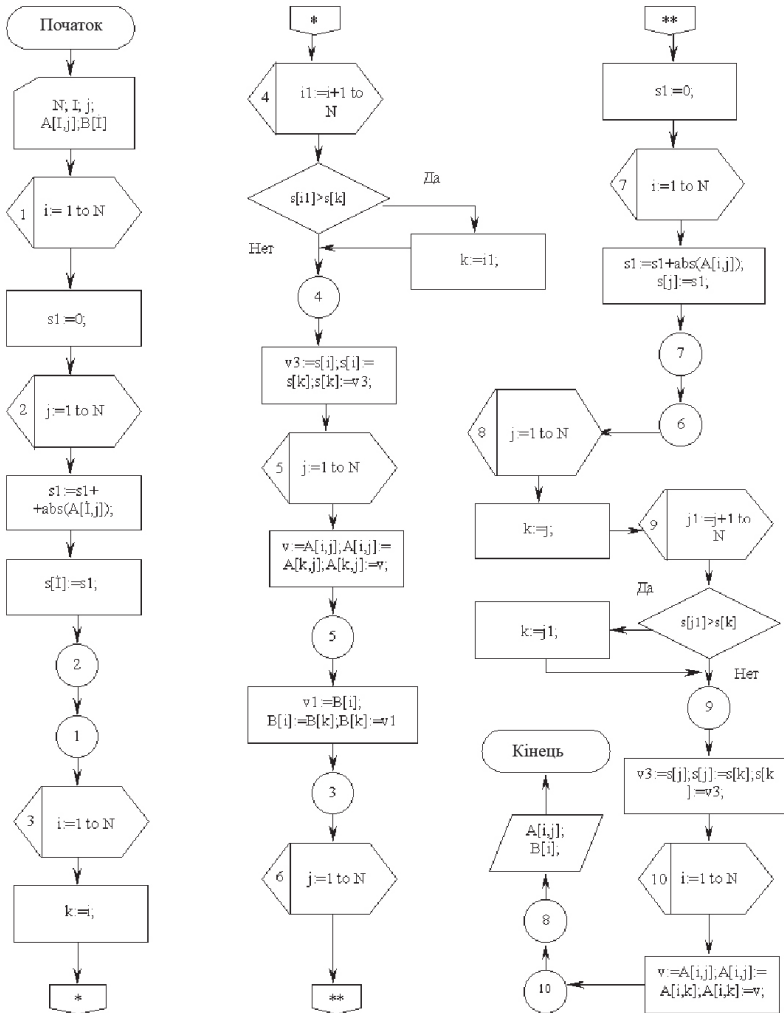 Початок
N; I; j;
A[I,j];B[İ]
1
i:= 1 to N
s1:=0;
2
j:=1 to N
s1:=s1+
+abs(A[İ,j]);
s[İ]:=s1;
2
1
3
i:=1 to N
k:=i;
*
*
4
i1:=i+1 to
N
s[i1]>s[k]
Да
Нет
k:=i1;
4
v3:=s[i];s[i]:=
s[k];s[k]:=v3;
5
j:=1 to N
v:=A[i,j];A[i,j]:=
A[k,j];A[k,j]:=v;
5
v1:=B[i];
B[i]:=B[k];B[k]:=v1
3
6
j:=1 to N
**
**
s1:=0;
7
i:=1 to N
s1:=s1+abs(A[i,j]);
s[j]:=s1;
7
6
8
j:=1 to N
k:=j;
9
j1:=j+1 to
N
Да
s[j1]>s[k]
k:=j1;
Нет
9
v3:=s[j];s[j]:=s[k];s[k
]:=v3;
10
i:=1 to N
v:=A[i,j];A[i,j]:=
A[i,k];A[i,k]:=v;
10
8
A[i,j];
B[i];
Кінець